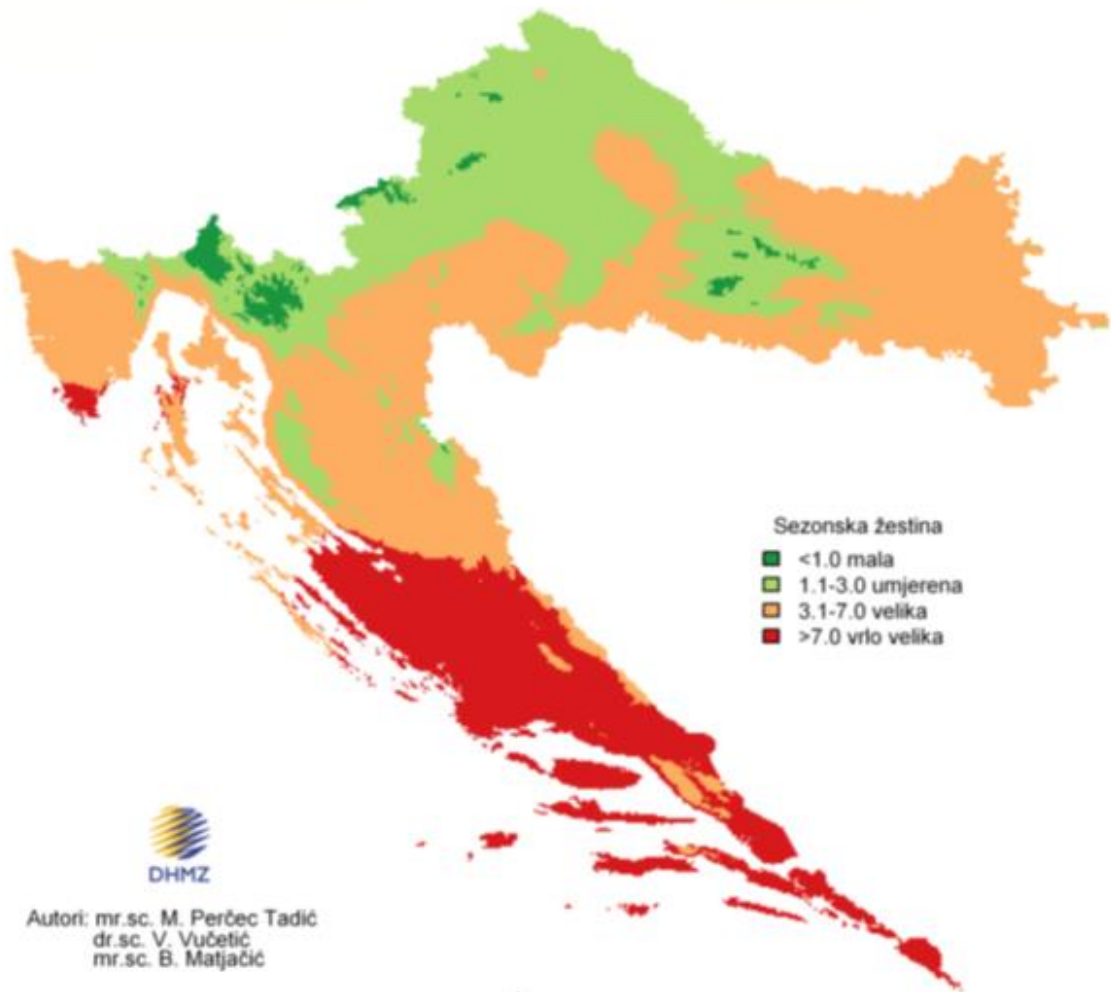 Sezonska žestina
<1.0 mala
1.1-3.0 umjerena
3.1-7.0 velika
>7.0 vrlo velika
DHMZ
Autori: mr.sc. M. Perčec Tadić
dr.sc. V. Vučetić
mr.sc. B. Matjačić